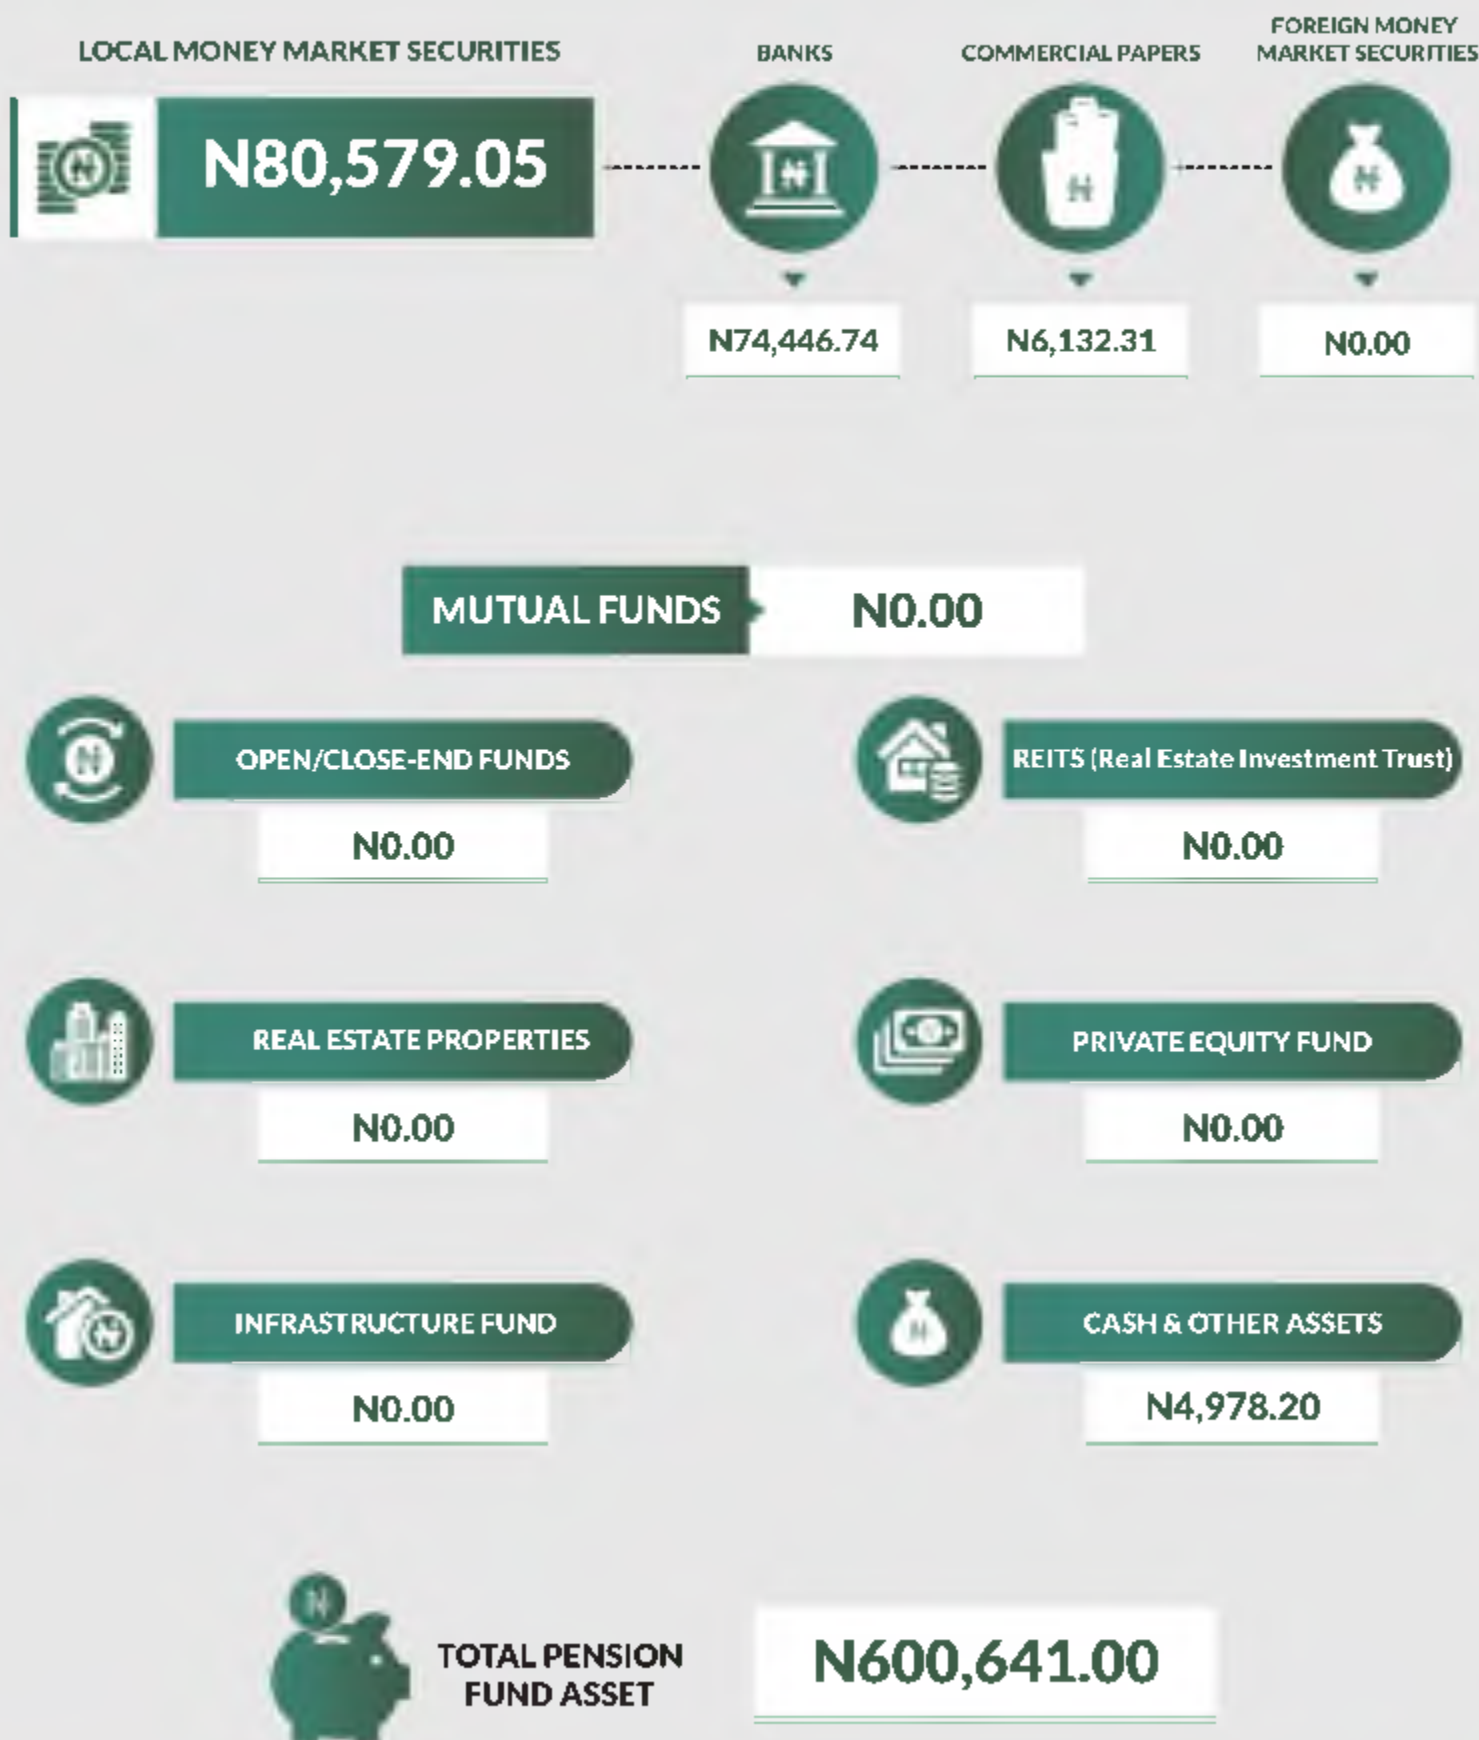 LOCAL MONEY MARKET SECURITIES
N80,579.05
BANKS
N74,446.74
COMMERCIAL PAPERS
N6,132.31
FOREIGN MONEY
MARKET SECURITIES
N0.00
MUTUAL FUNDS
N0.00
OPEN/CLOSE-END FUNDS
N0.00
REITS (Real Estate Investment Trust)
N0.00
REAL ESTATE PROPERTIES
N0.00
PRIVATE EQUITY FUND
N0.00
INFRASTRUCTURE FUND
N0.00
CASH & OTHER ASSETS
N4,978.20
TOTAL PENSION
FUND ASSET
N600,641.00